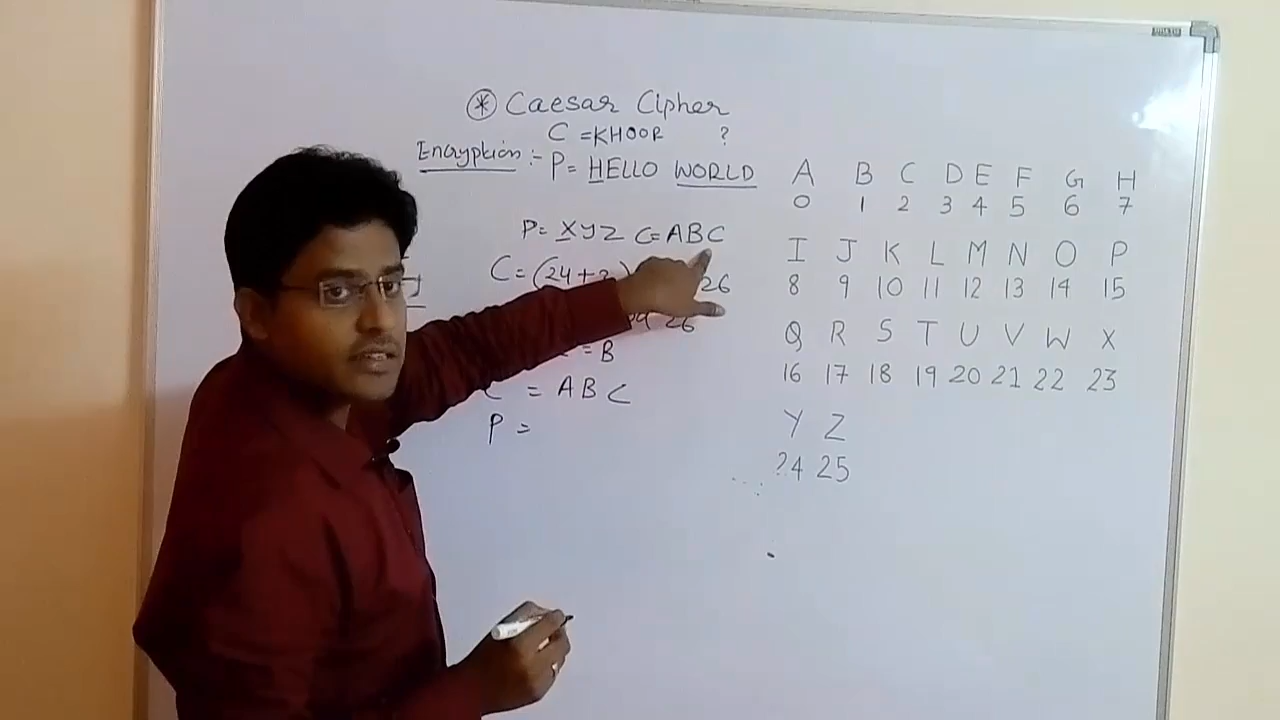 * Caesar Cipher
C = KHOOR ?
Encryption :- P = HELLO WORLD
P = XYZ C = ABC
C = (24+3) 26
26
= B
C = ABC
P =
A B C D E F G H
0 1 2 3 4 5 6 7
I J K L M N O P
8 9 10 11 12 13 14 15
Q R S T U V W X
16 17 18 19 20 21 22 23
Y Z
24 25